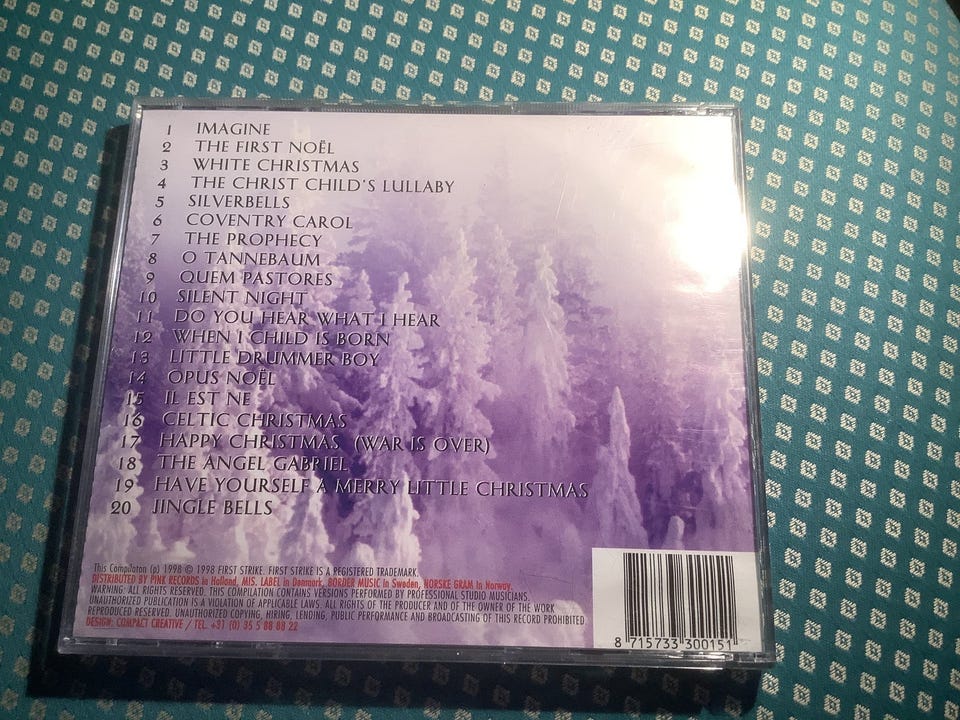 1 IMAGINE
2 THE FIRST NOËL
3 WHITE CHRISTMAS
4 THE CHRIST CHILD'S LULLABY
5 SILVERBELLS
6 COVENTRY CAROL
7 THE PROPHECY
8 O TANNEBAUM
9 QUEM PASTORES
10 SILENT NIGHT
11 DO YOU HEAR WHAT I HEAR
12 WHEN I CHILD IS BORN
13 LITTLE DRUMMER BOY
14 OPUS NOËL
15 IL EST NE
16 CELTIC CHRISTMAS
17 HAPPY CHRISTMAS (WAR IS OVER)
18 THE ANGEL GABRIEL
19 HAVE YOURSELF A MERRY LITTLE CHRISTMAS
20 JINGLE BELLS
This Compilaton (p) 1998 © 1998 FIRST STRIKE. FIRST STRIKE IS A REGISTERED TRADEMARK.
DISTRIBUTED BY PINK RECORDS in Holland, MIS. LABEL in Denmark, BORDER MUSIC in Sweden, NORSKE GRAM in Norway.
WARNING: ALL RIGHTS RESERVED. THIS COMPILATION CONTAINS VERSIONS PERFORMED BY PROFESSIONAL STUDIO MUSICIANS.
UNAUTHORIZED PUBLICATION IS A VIOLATION OF APPLICABLE LAWS. ALL RIGHTS OF THE PRODUCER AND OF THE OWNER OF THE WORK
REPRODUCED RESERVED. UNAUTHORIZED COPYING, HIRING, LENDING, PUBLIC PERFORMANCE AND BROADCASTING OF THIS RECORD PROHIBITED
DESIGN: COMPACT CREATIVE / TEL. +31 (0) 35 5 88 88 22
8 715733 300151